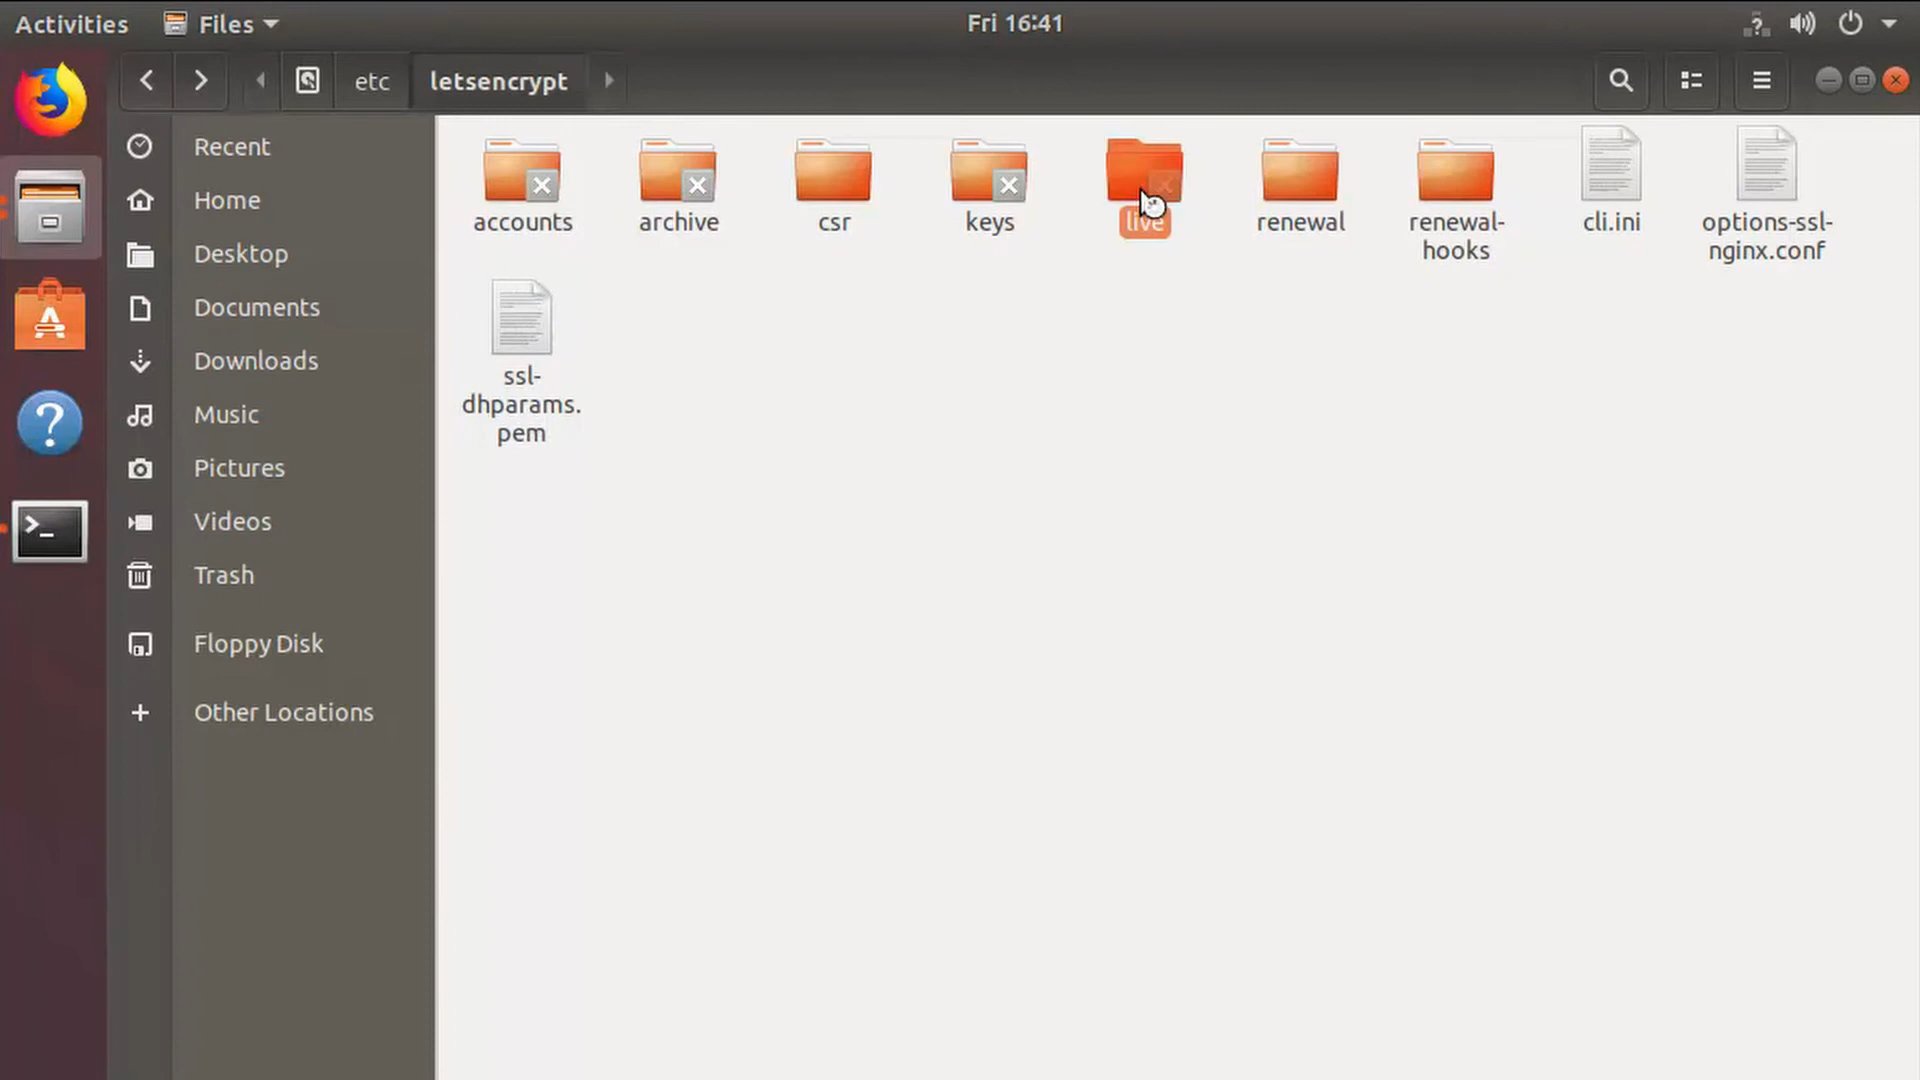 Activities
Files
Fri 16:41
etc
letsencrypt
Recent
Home
Desktop
Documents
Downloads
Music
Pictures
Videos
Trash
Floppy Disk
Other Locations
accounts
archive
csr
keys
live
renewal
renewal-
hooks
cli.ini
options-ssl-
nginx.conf
ssl-
dhparams.
pem